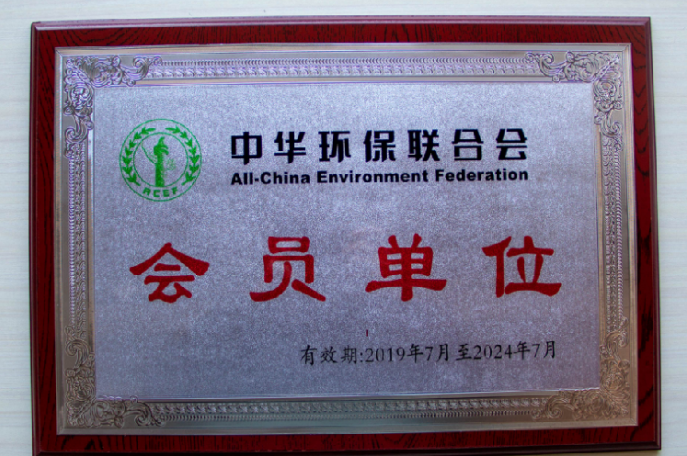 中华环保联合会
All-China Environment Federation
ACEF
会员单位
有效期:2019年7月至2024年7月